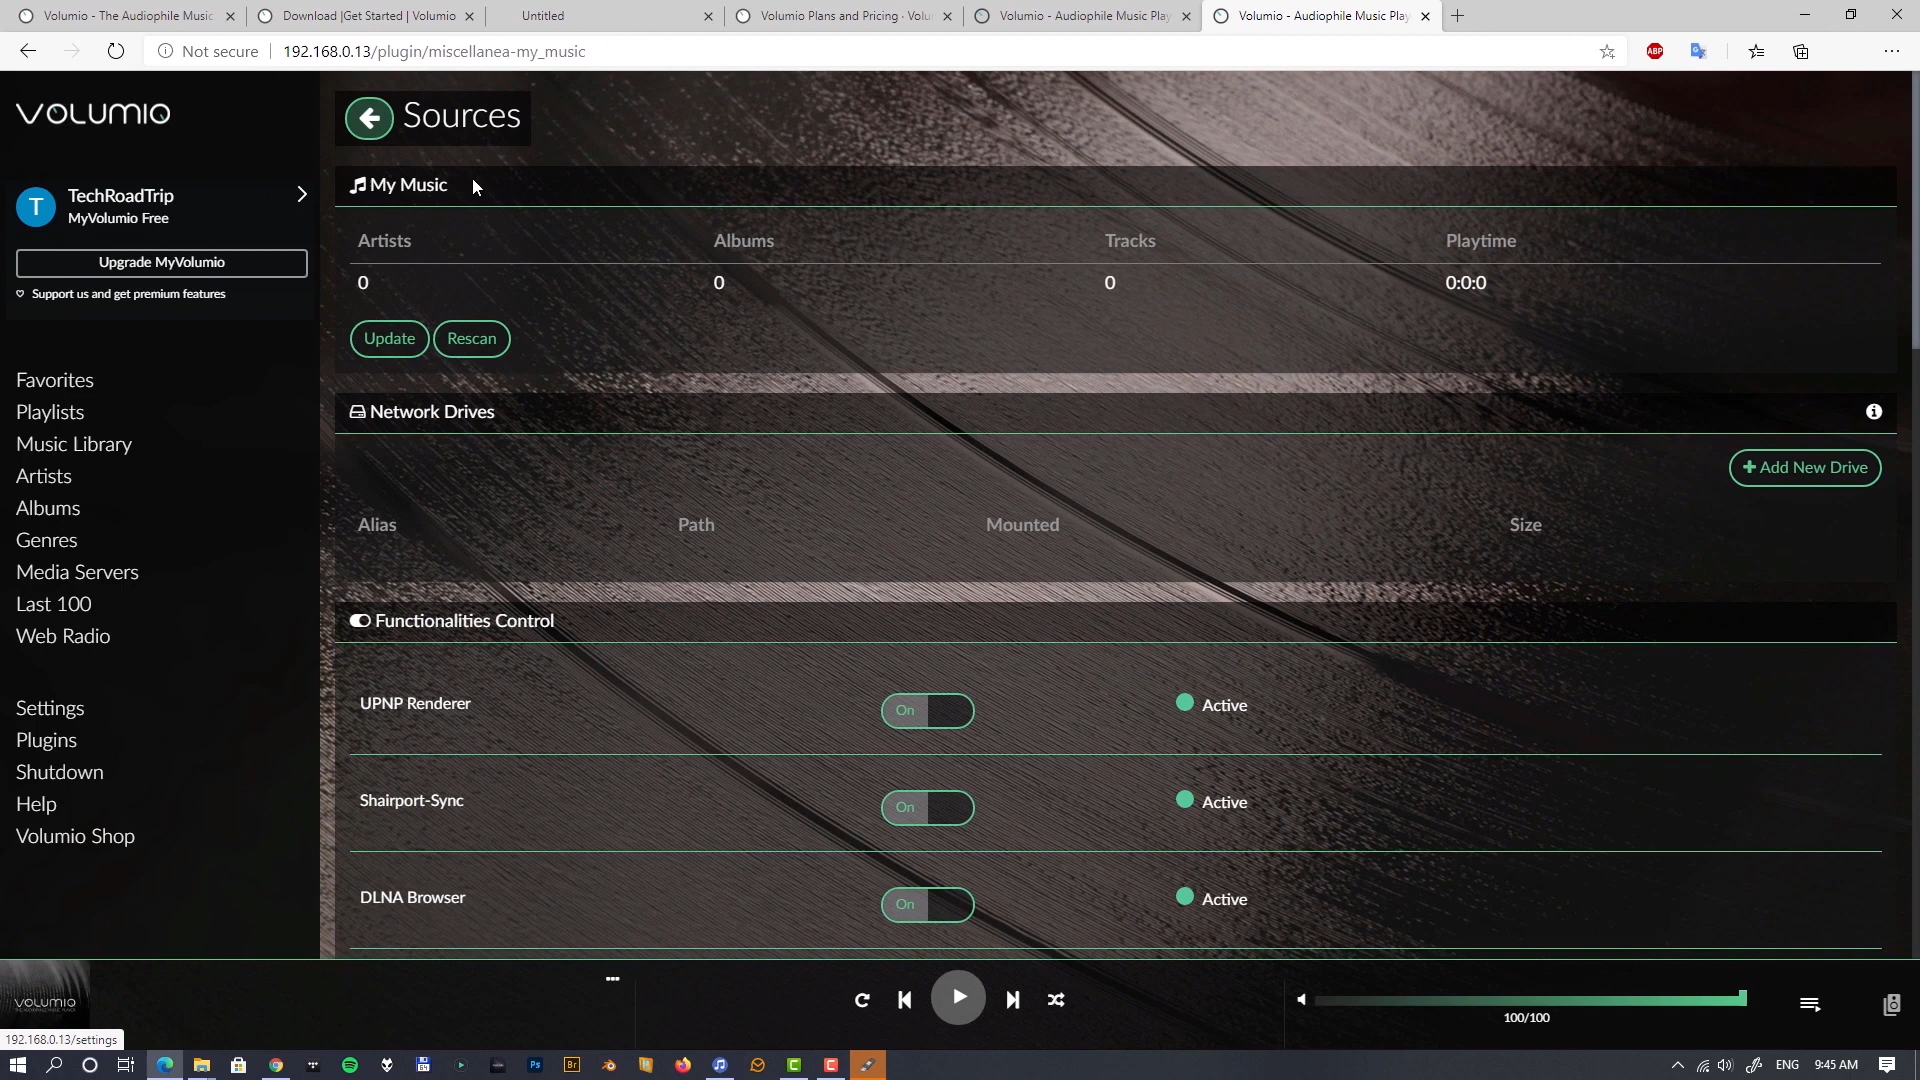 Volumio - The Audiophile Music
Download |Get Started | Volumio
Untitled
Volumio Plans and Pricing - Volu
Volumio - Audiophile Music Play
Volumio - Audiophile Music Play
Not secure
192.168.0.13/plugin/miscellanea-my_music
ABP
VOLUMIO
Sources
T
TechRoadTrip
MyVolumio Free
Upgrade MyVolumio
Support us and get premium features
Favorites
Playlists
Music Library
Artists
Albums
Genres
Media Servers
Last 100
Web Radio
Settings
Plugins
Shutdown
Help
Volumio Shop
My Music
Artists Albums Tracks Playtime
0 0 0 0:0:0
Update Rescan
Network Drives
Add New Drive
Alias Path Mounted Size
Functionalities Control
UPNP Renderer On Active
Shairport-Sync On Active
DLNA Browser On Active
VOLUMIO
100/100
192.168.0.13/settings
Ps
Br
ENG
9:45 AM